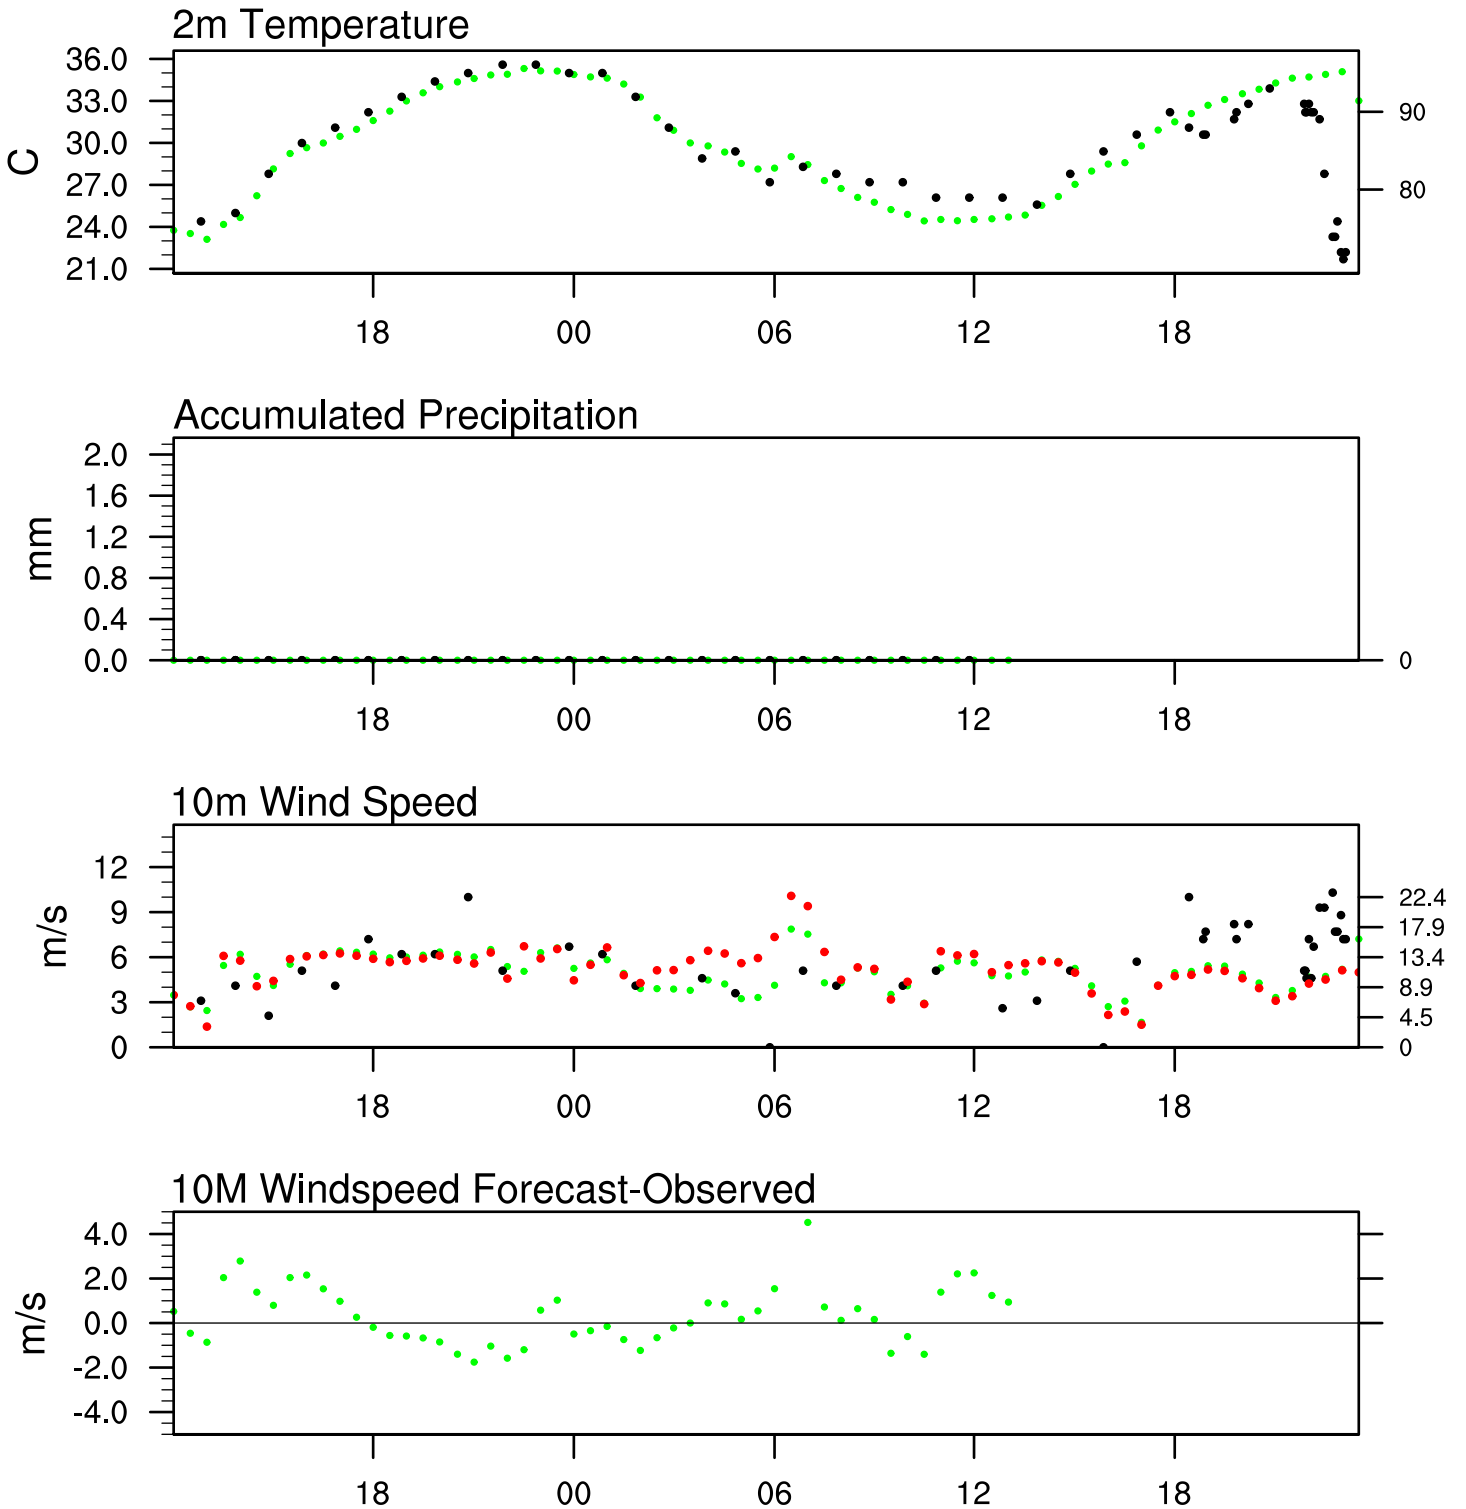 2m Temperature
36.0
33.0
30.0
27.0
24.0
21.0
C
90
80
18 00 06 12 18
Accumulated Precipitation
2.0
1.6
1.2
0.8
0.4
0.0
mm
0
18 00 06 12 18
10m Wind Speed
12
9
6
3
0
m/s
22.4
17.9
13.4
8.9
4.5
0
18 00 06 12 18
10M Windspeed Forecast-Observed
4.0
2.0
0.0
-2.0
-4.0
m/s
18 00 06 12 18